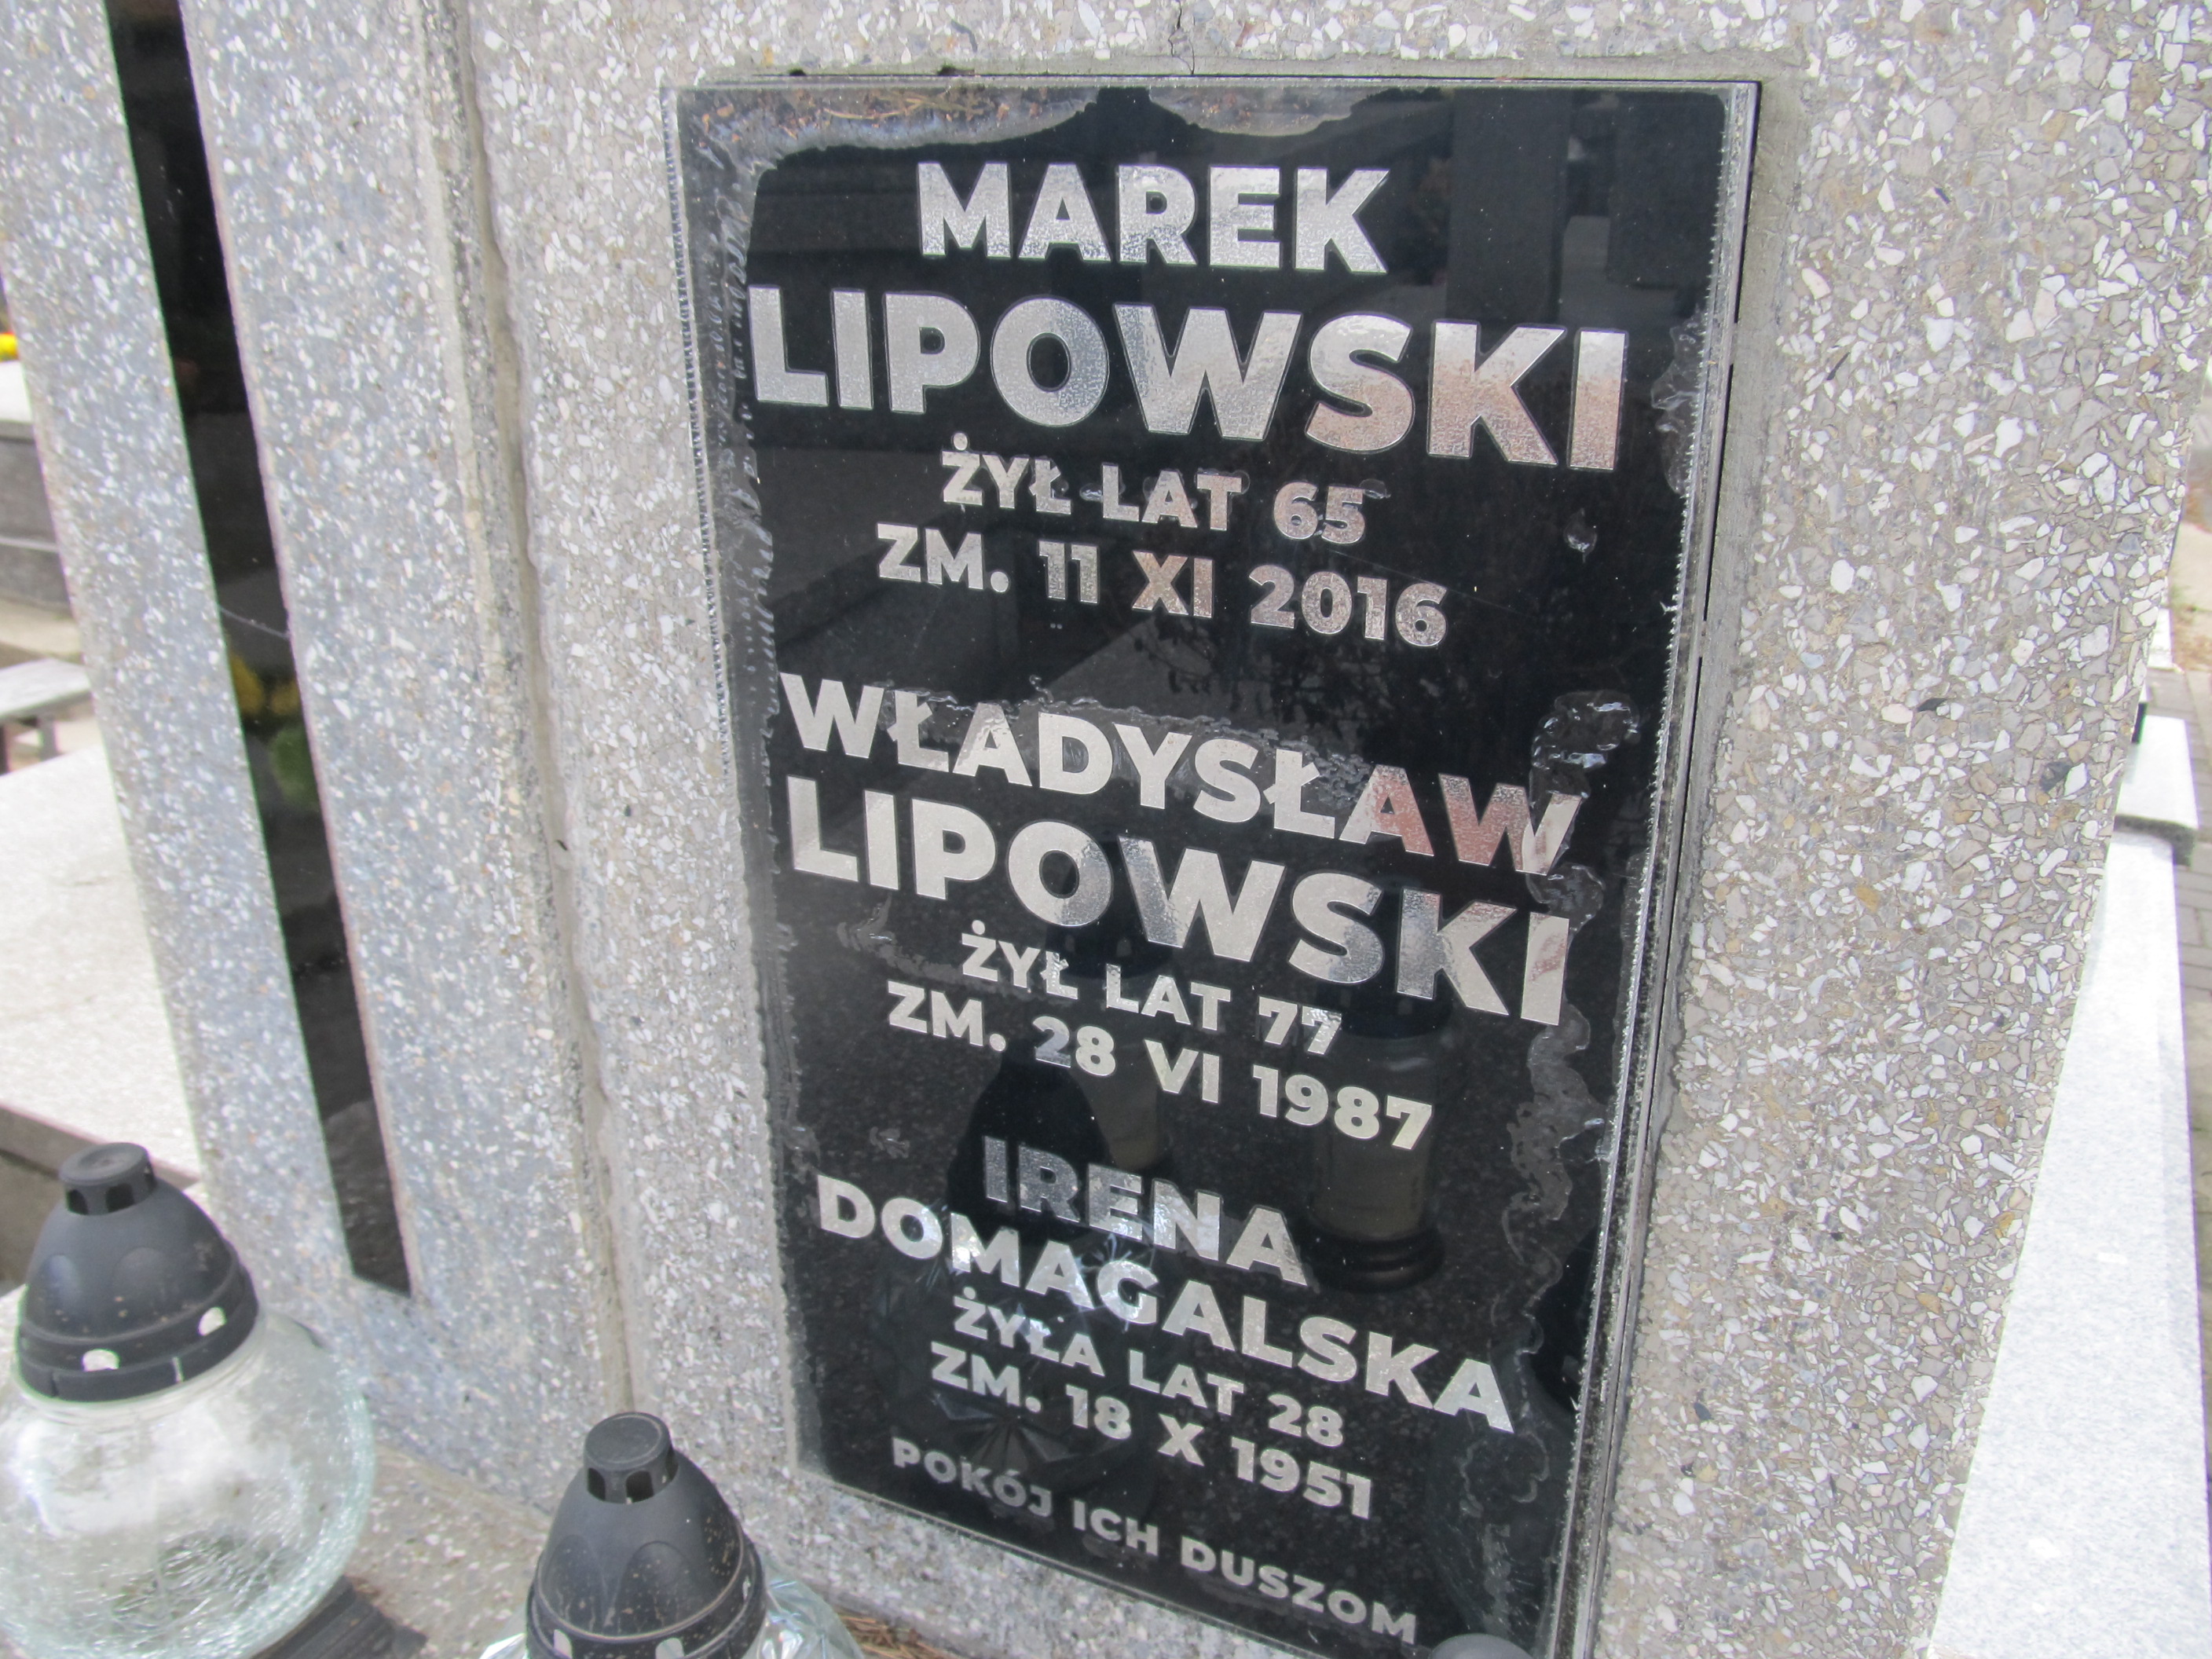 MAREK
LIPOWSKI
ŻYŁ LAT 65
ZM. 11 XI 2016
WŁADYSŁAW
LIPOWSKI
ŻYŁ LAT 77
ZM. 28 VI 1987
IRENA
DOMAGALSKA
ŻYŁA LAT 28
ZM. 18 X 1951
POKÓJ ICH DUSZOM